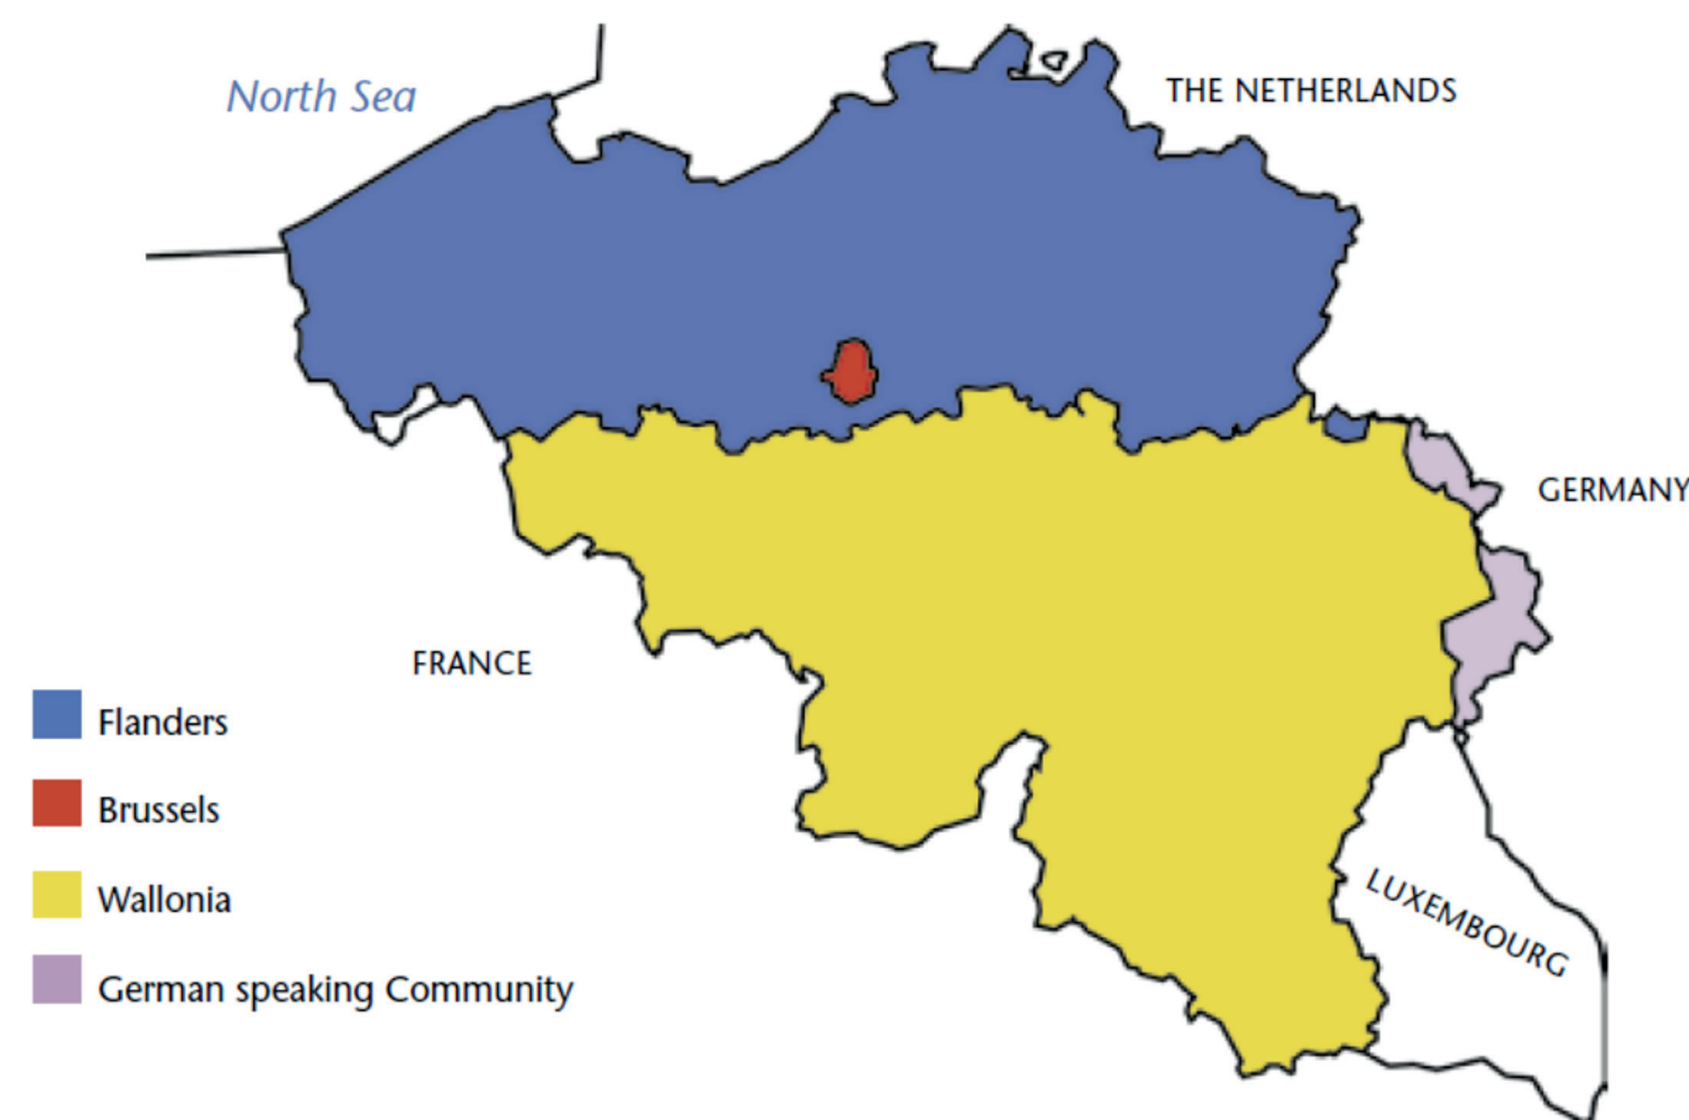 North Sea
THE NETHERLANDS
GERMANY
FRANCE
Flanders
Brussels
Wallonia
LUXEMBOURG
German speaking Community